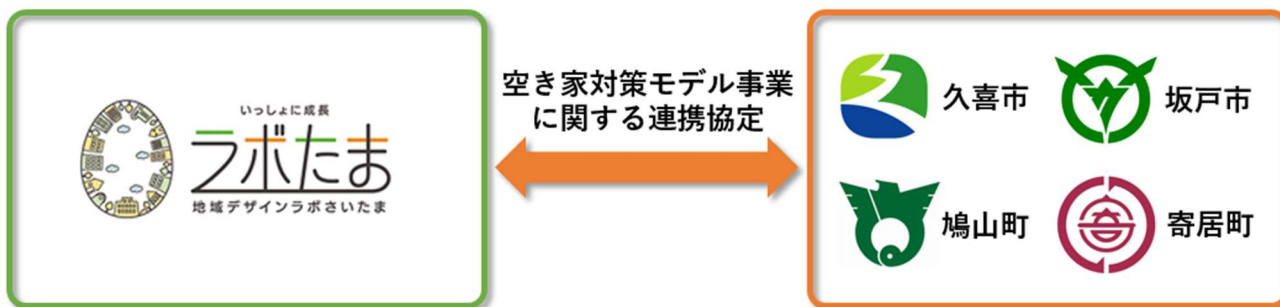 いっしょに成長
ラボたま
地域デザインラボさいたま
空き家対策モデル事業
に関する連携協定
久喜市
坂戸市
鳩山町
寄居町